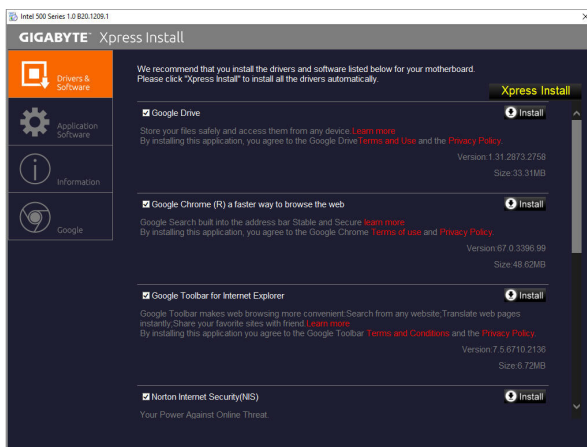 Intel 500 Series 1.0 B20.1209.1
GIGABYTE™ Xpress Install
Drivers &
Software
Application
Software
Information
Google
We recommend that you install the drivers and software listed below for your motherboard.
Please click "Xpress Install" to install all the drivers automatically.
Xpress Install
Google Drive
Install
Store your files safely and access them from any device.Learn more
By installing this application, you agree to the Google DriveTerms and Use and the Privacy Policy.
Version:1.31.2873.2758
Size:33.31MB
Google Chrome (R) a faster way to browse the web
Install
Google Search built into the address bar Stable and Secure learn more
By installing this application, you agree to the Google Chrome Terms of use and Privacy Policy.
Version:67.0.3396.99
Size:48.62MB
Google Toolbar for Internet Explorer
Install
Google Toolbar makes web browsing more convenient:Search from any website;Translate web pages
instantly;Share your favorite sites with friend.Learn more
By installing this application you agree to the Google Toolbar Terms and Conditions and the Privacy Policy.
Version:7.5.6710.2136
Size:6.72MB
Norton Internet Security(NIS)
Install
Your Power Against Online Threat.